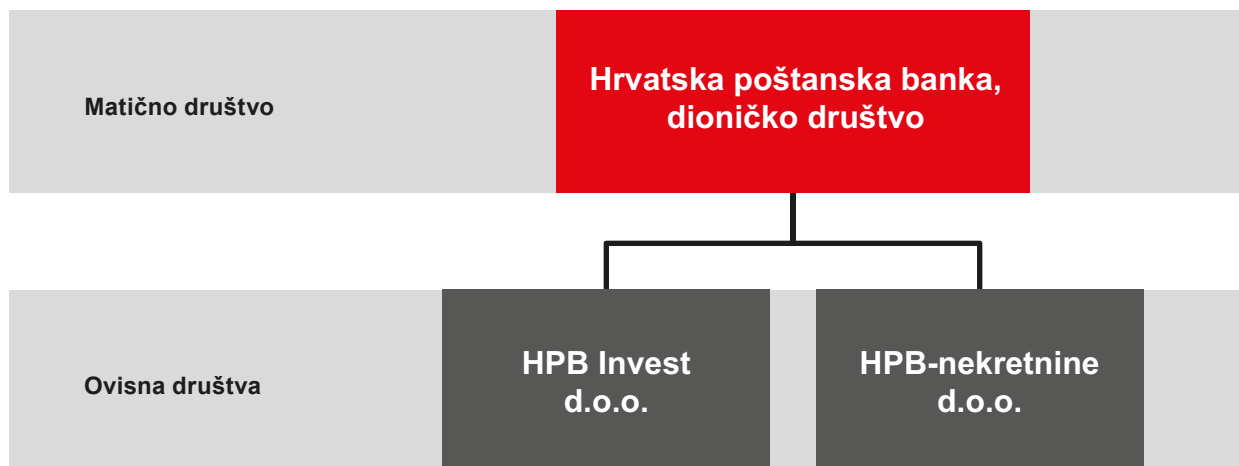 Matično društvo
Hrvatska poštanska banka,
dioničko društvo
Ovisna društva
HPB Invest
d.o.o.
HPB-nekretnine
d.o.o.